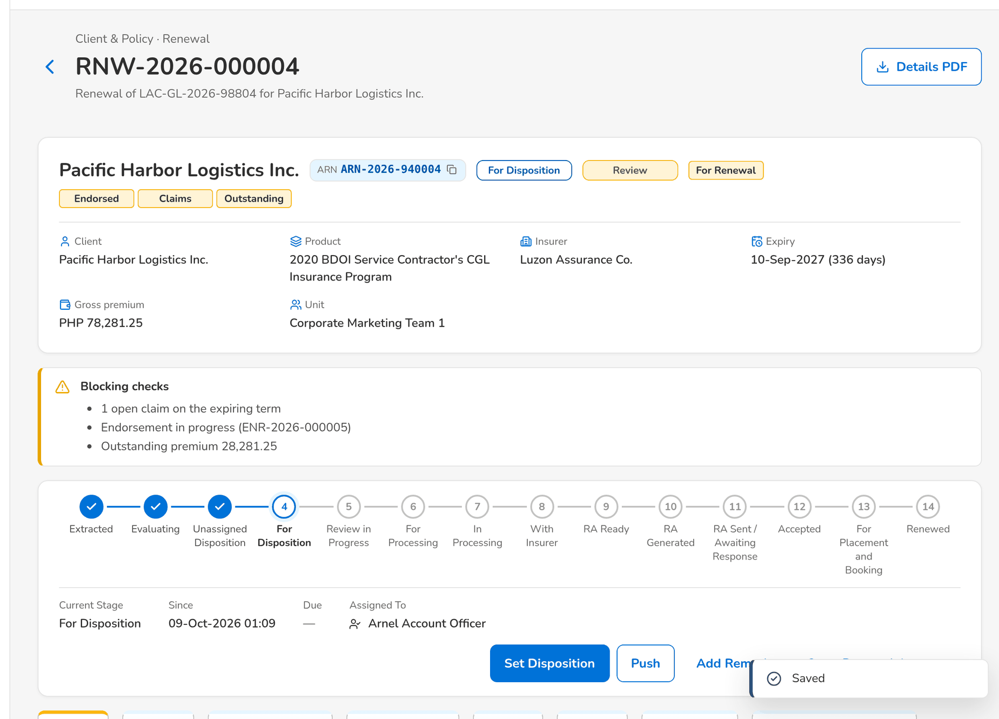 Client & Policy · Renewal
RNW-2026-000004
Details PDF
Renewal of LAC-GL-2026-98804 for Pacific Harbor Logistics Inc.
Pacific Harbor Logistics Inc. ARN ARN-2026-940004 For Disposition Review For Renewal
Endorsed Claims Outstanding
Client Product Insurer Expiry
Pacific Harbor Logistics Inc. 2020 BDOI Service Contractor's CGL Luzon Assurance Co. 10-Sep-2027 (336 days)
Insurance Program
Gross premium Unit
PHP 78,281.25 Corporate Marketing Team 1
Blocking checks
1 open claim on the expiring term
Endorsement in progress (ENR-2026-000005)
Outstanding premium 28,281.25
4 5 6 7 8 9 10 11 12 13 14
Extracted Evaluating Unassigned For Review in For In With RA Ready RA RA Sent / Accepted For Renewed
Disposition Disposition Progress Processing Processing Insurer Generated Awaiting Placement
Response and
Booking
Current Stage Since Due Assigned To
For Disposition 09-Oct-2026 01:09 — Arnel Account Officer
Set Disposition Push Add
Saved